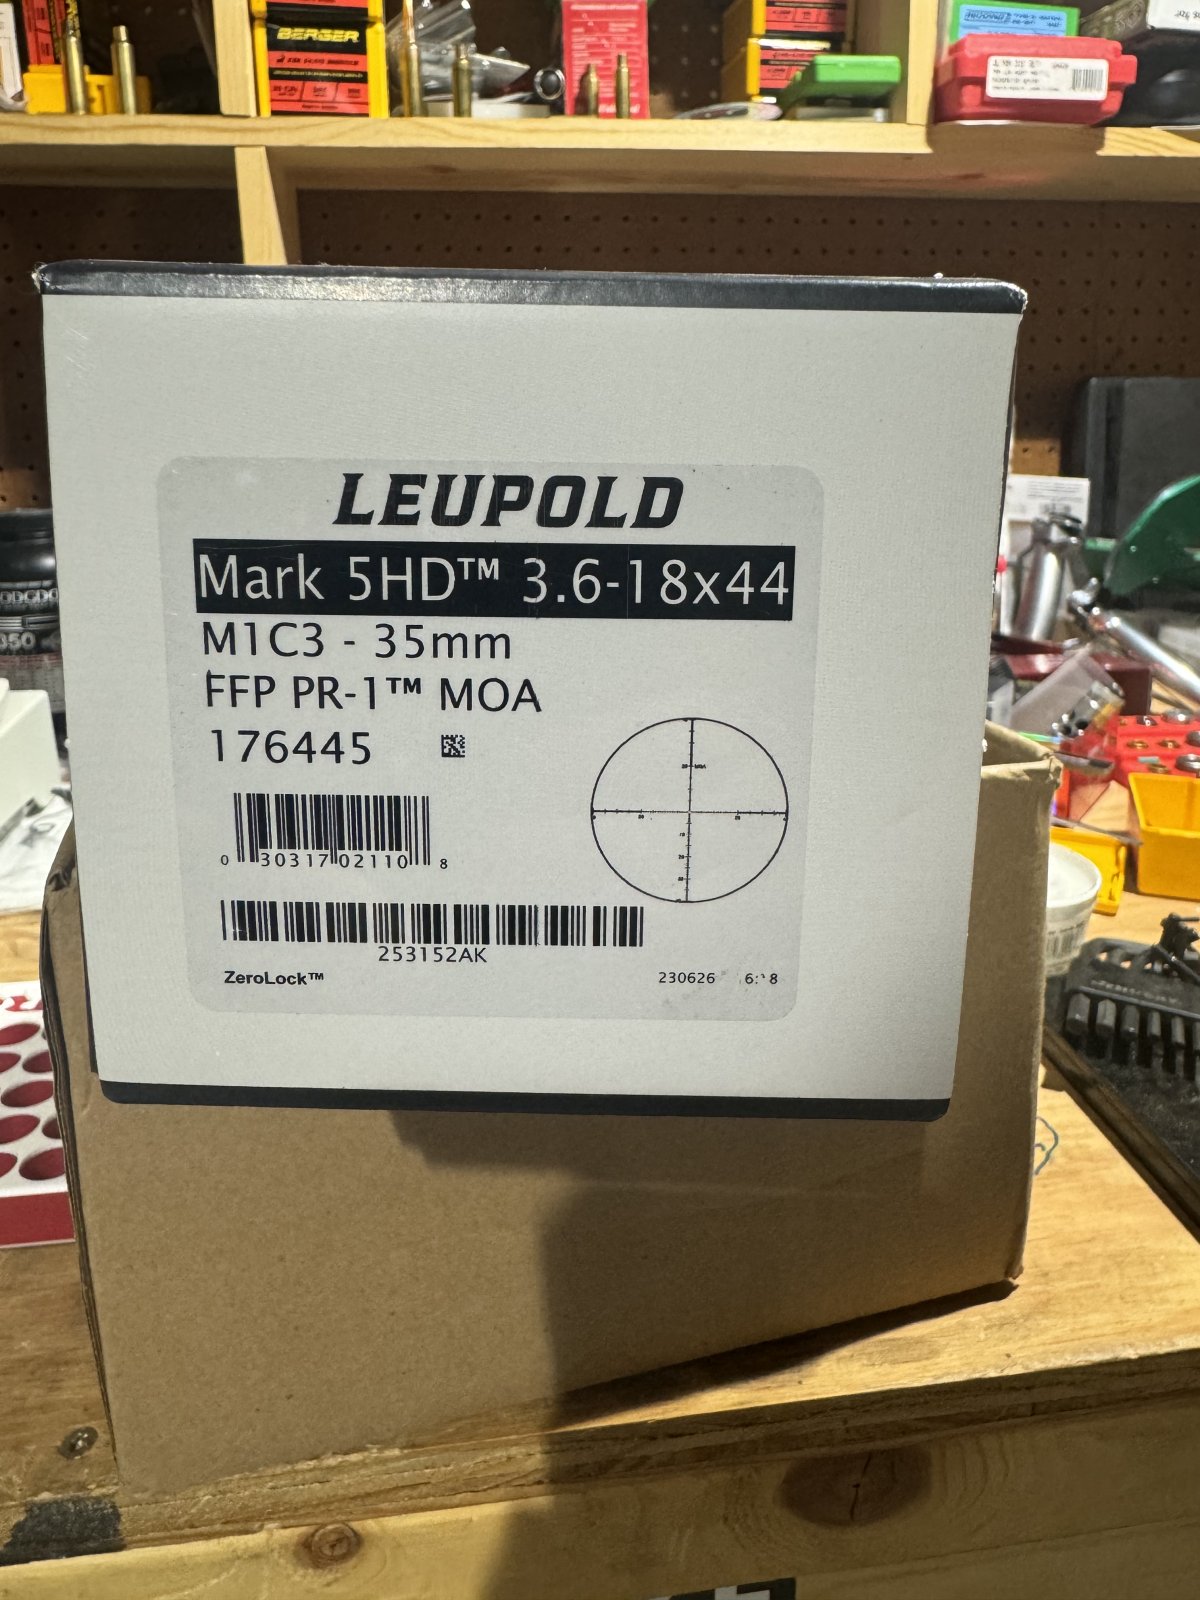 BERGER
LEUPOLD
Mark 5HD™ 3.6-18x44
M1C3 - 35mm
FFP PR-1™ MOA
176445
0 30317 02110 8
253152AK
ZeroLock™
230626